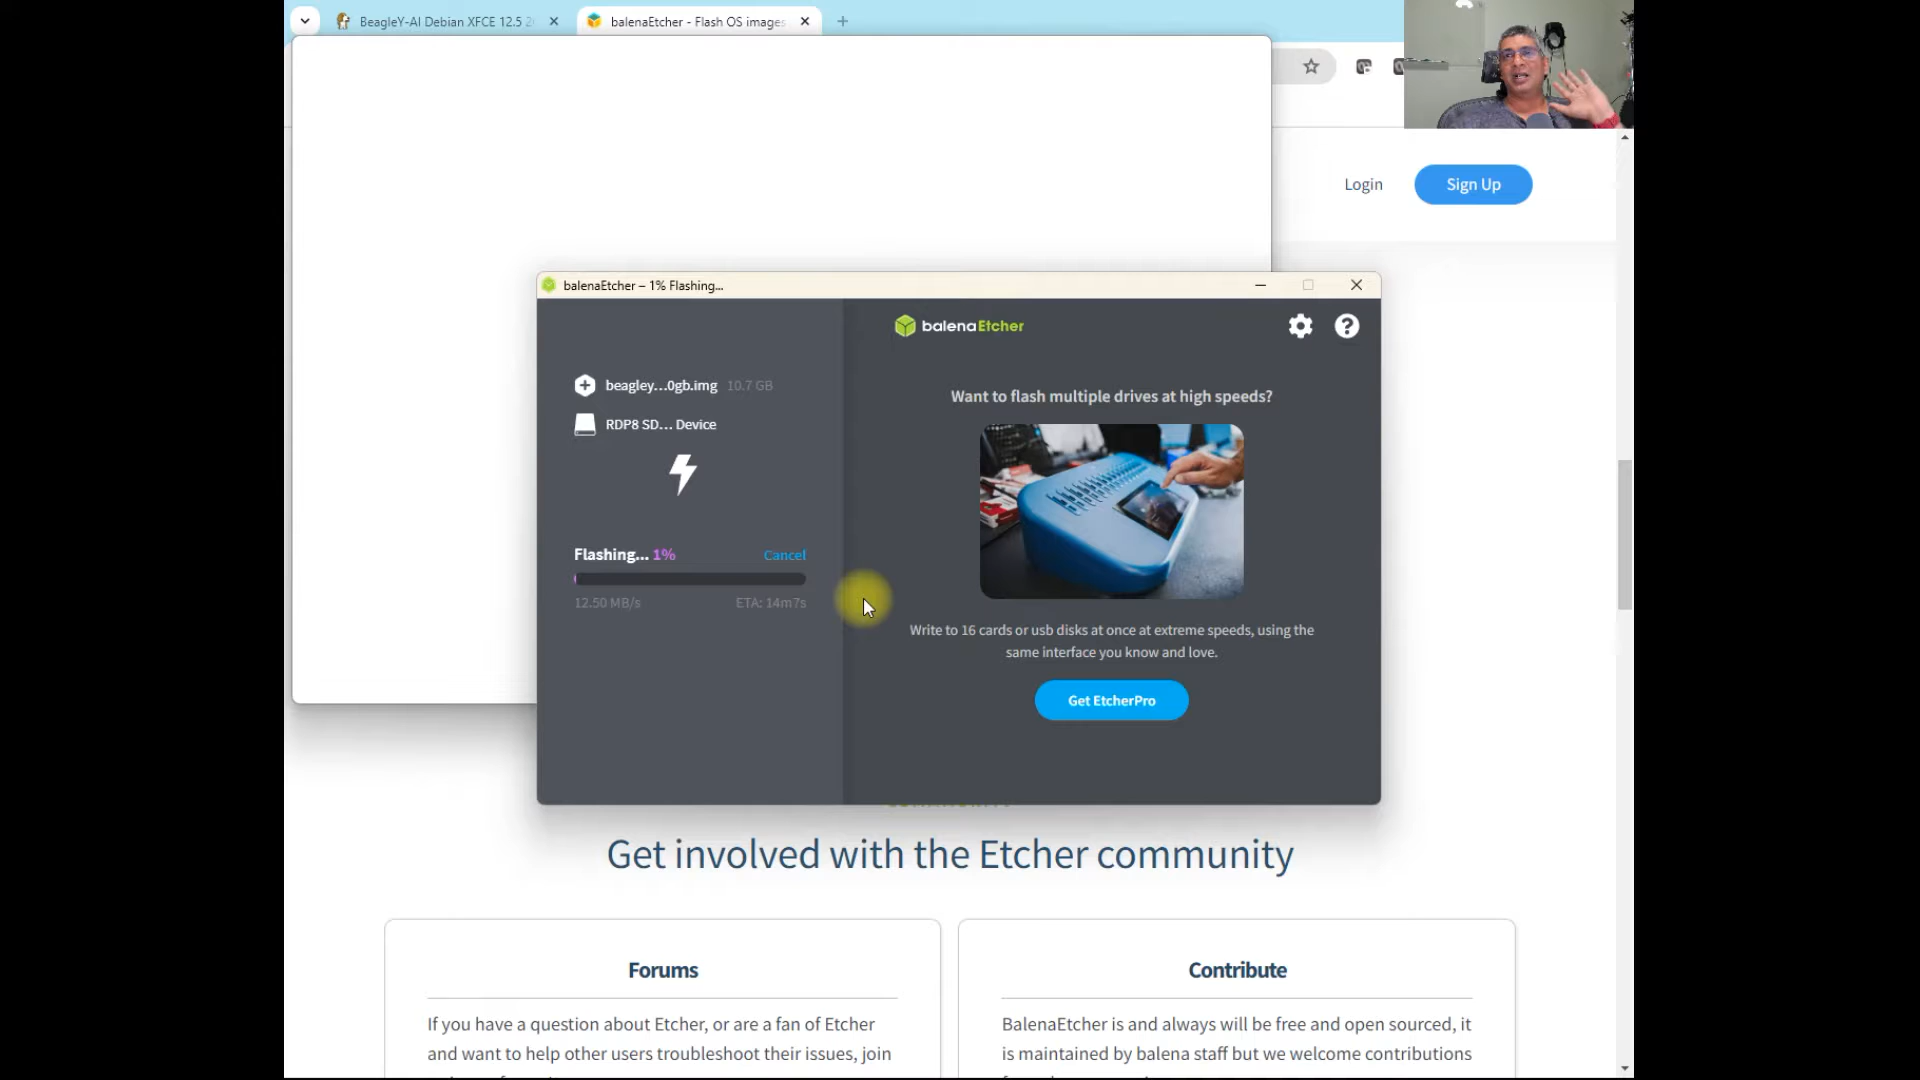 BeagleY-AI Debian XFCE 12.5
balenaEtcher - Flash OS images
Login
Sign Up
balenaEtcher – 1% Flashing...
balenaEtcher
beagley...0gb.img 10.7 GB
RDP8 SD... Device
Flashing... 1%
Cancel
12.50 MB/s
ETA: 14m7s
Want to flash multiple drives at high speeds?
Write to 16 cards or usb disks at once at extreme speeds, using the
same interface you know and love.
Get EtcherPro
Get involved with the Etcher community
Forums
If you have a question about Etcher, or are a fan of Etcher
and want to help other users troubleshoot their issues, join
Contribute
BalenaEtcher is and always will be free and open sourced, it
is maintained by balena staff but we welcome contributions